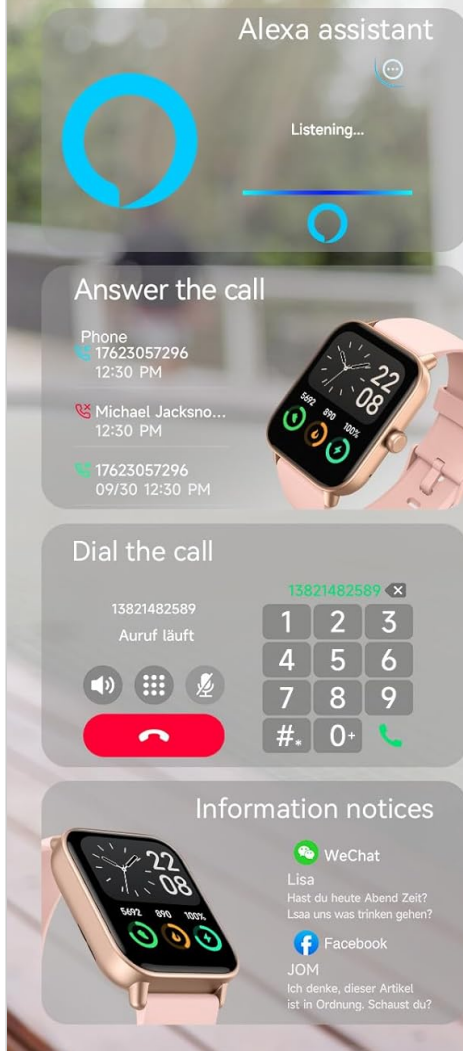 Alexa assistant
Listening...
Answer the call
Phone
17623057296
12:30 PM
Michael Jacksno...
12:30 PM
17623057296
09/30 12:30 PM
22
08
5692 890 100%
Dial the call
13821482589
Auruf läuft
13821482589
1 2 3
4 5 6
7 8 9
#* 0+
Information notices
22
08
5692 890 100%
WeChat
Lisa
Hast du heute Abend Zeit?
Lsaa uns was trinken gehen?
Facebook
JOM
Ich denke, dieser Artikel
ist in Ordnung. Schaust du?